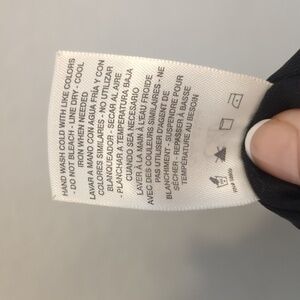 HAND WASH COLD WITH LIKE COLORS
- DO NOT BLEACH - LINE DRY - COOL
IRON WHEN NEEDED
LAVAR A MANO CON AGUA FRÍA Y CON
COLORES SIMILARES - NO UTILIZAR
BLANQUEADOR - SECAR AL AIRE
- PLANCHAR A TEMPERATURA BAJA
CUANDO SEA NECESARIO
LAVER À LA MAIN À L'EAU FROIDE
AVEC DES COULEURS SIMILAIRES - NE
PAS UTILISER D'AGENT DE
BLANCHIMENT - SUSPENDRE POUR
SÉCHER - REPASSER À BASSE
TEMPÉRATURE AU BESOIN